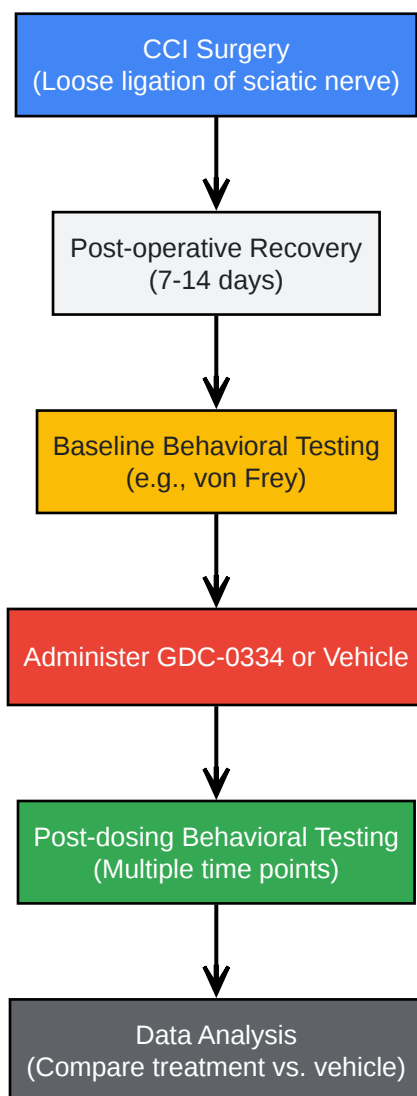 CCI Surgery
(Loose ligation of sciatic nerve)
Post-operative Recovery
(7-14 days)
Baseline Behavioral Testing
(e.g., von Frey)
Administer GDC-0334 or Vehicle
Post-dosing Behavioral Testing
(Multiple time points)
Data Analysis
(Compare treatment vs. vehicle)